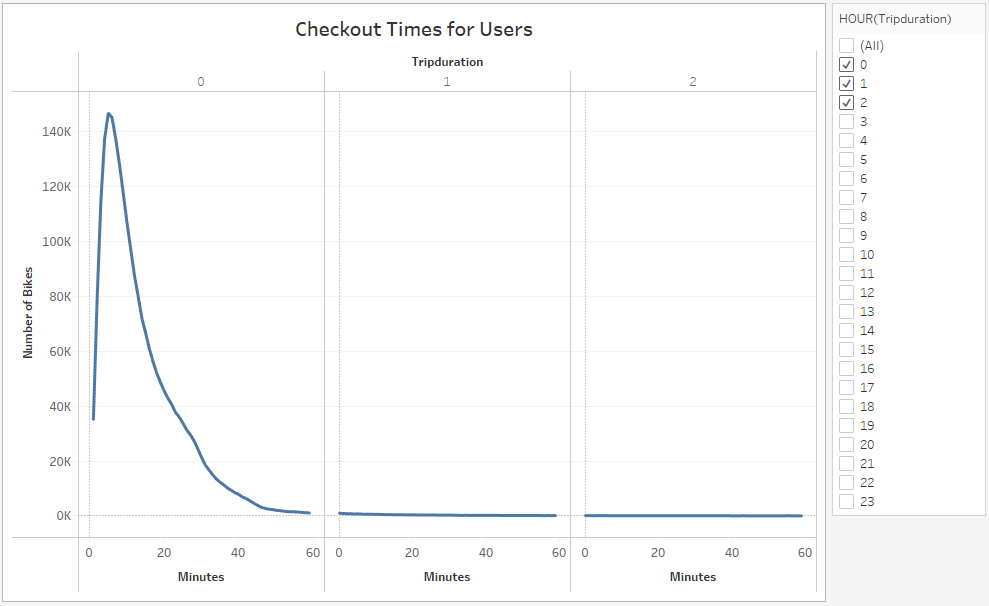 Checkout Times for Users
Tripduration
0 1 2
Number of Bikes
140K
120K
100K
80K
60K
40K
20K
0K
0 20 40 60 0 20 40 60 0 20 40 60
Minutes Minutes Minutes
HOUR(Tripduration)
(All)
0
1
2
3
4
5
6
7
8
9
10
11
12
13
14
15
16
17
18
19
20
21
22
23